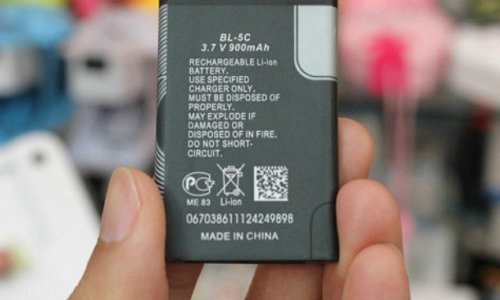 BL-5C
3.7 V 900mAh
RECHARGEABLE Li-ion
BATTERY.
USE SPECIFIED
CHARGER ONLY.
MUST BE DISPOSED OF
PROPERLY.
MAY EXPLODE IF
DAMAGED OR
DISPOSED OF IN FIRE.
DO NOT SHORT-
CIRCUIT.
РС
ME 83 Li-ion
067038611124249898
MADE IN CHINA